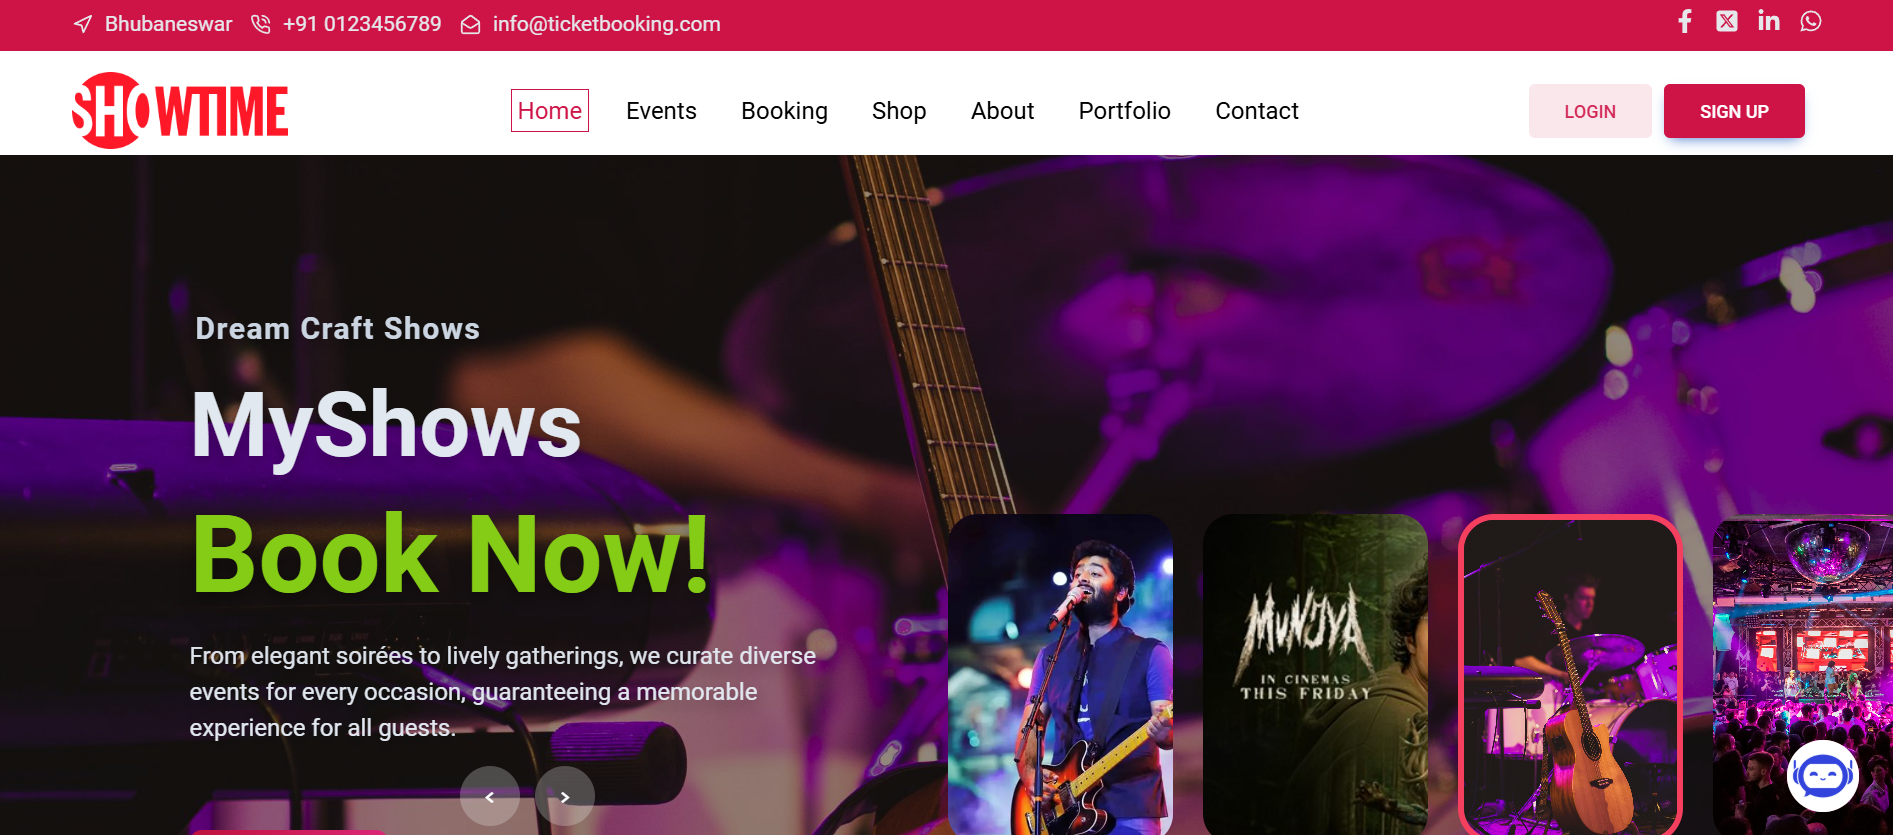 Bhubaneswar +91 0123456789 info@ticketbooking.com
SHOWTIME
Home Events Booking Shop About Portfolio Contact
LOGIN SIGN UP
Dream Craft Shows
MyShows
Book Now!
From elegant soirées to lively gatherings, we curate diverse
events for every occasion, guaranteeing a memorable
experience for all guests.
MUNJYA
IN CINEMAS
THIS FRIDAY